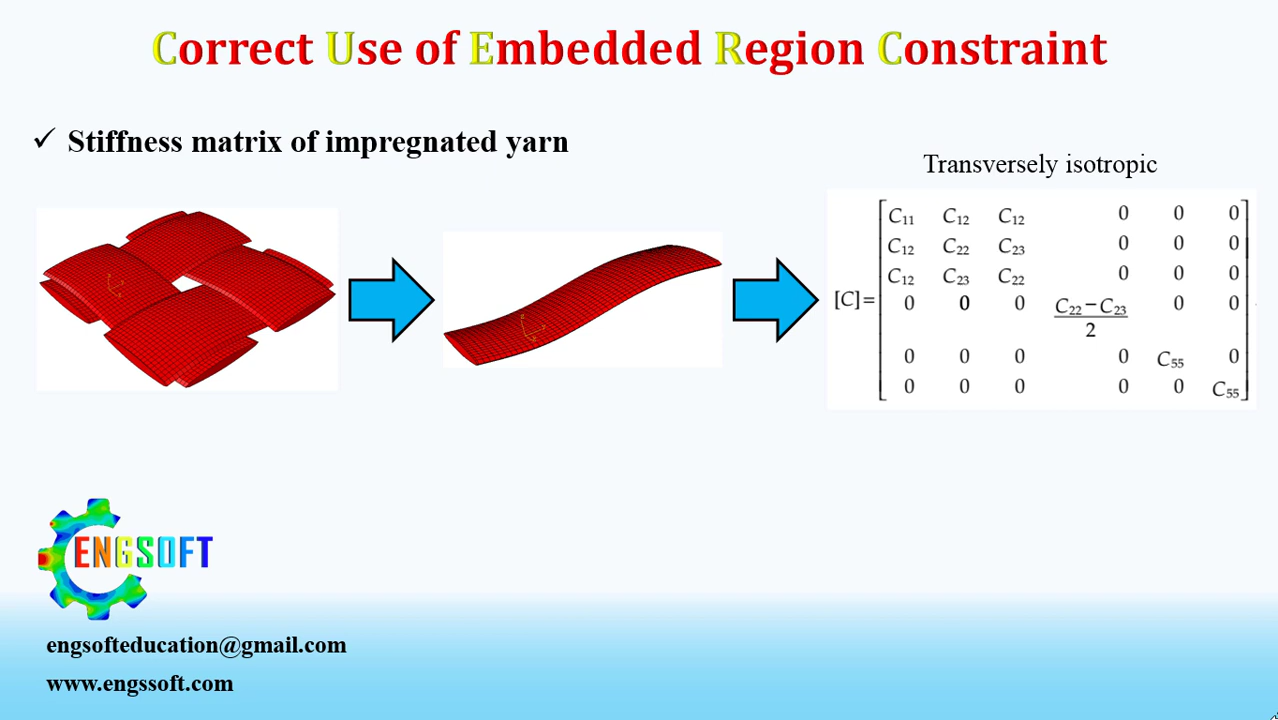 Correct Use of Embedded Region Constraint
✓ Stiffness matrix of impregnated yarn
Transversely isotropic
[C]=
C₁₁ C₁₂ C₁₂ 0 0 0
C₁₂ C₂₂ C₂₃ 0 0 0
C₁₂ C₂₃ C₂₂ 0 0 0
0 0 0 C₂₂−C₂₃ 0 0
2
0 0 0 0 C₅₅ 0
0 0 0 0 0 C₅₅
ENGSOFT
engsofteducation@gmail.com
www.engssoft.com